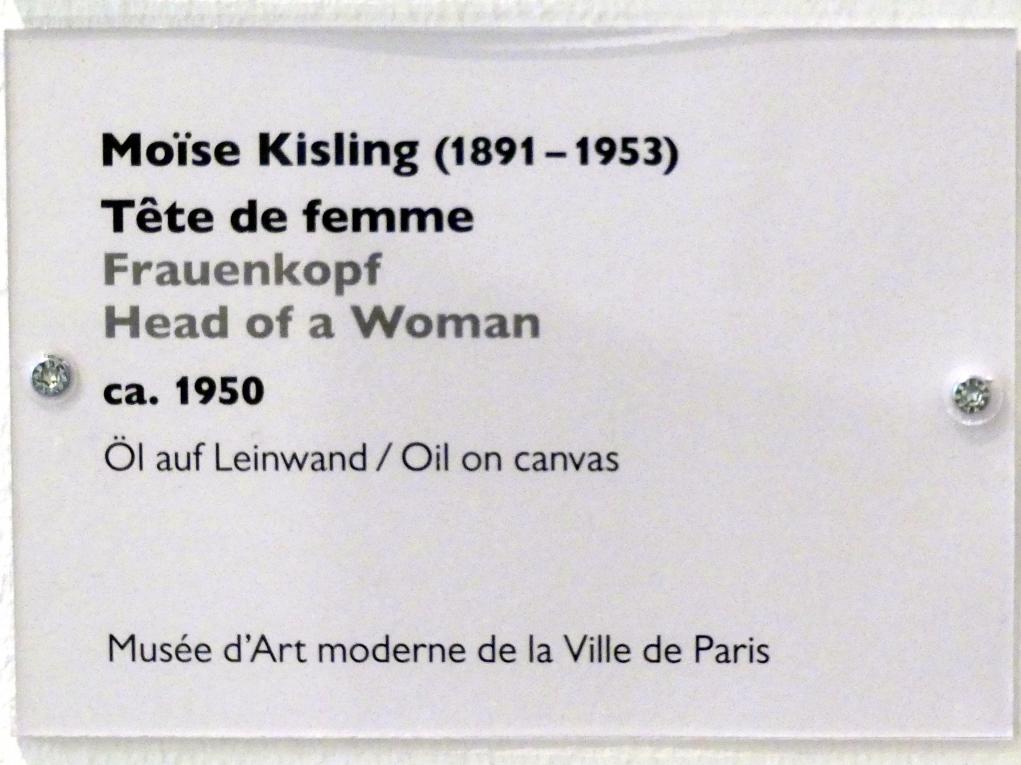 Moïse Kisling (1891 – 1953)
Tête de femme
Frauenkopf
Head of a Woman
ca. 1950
Öl auf Leinwand / Oil on canvas
Musée d’Art moderne de la Ville de Paris